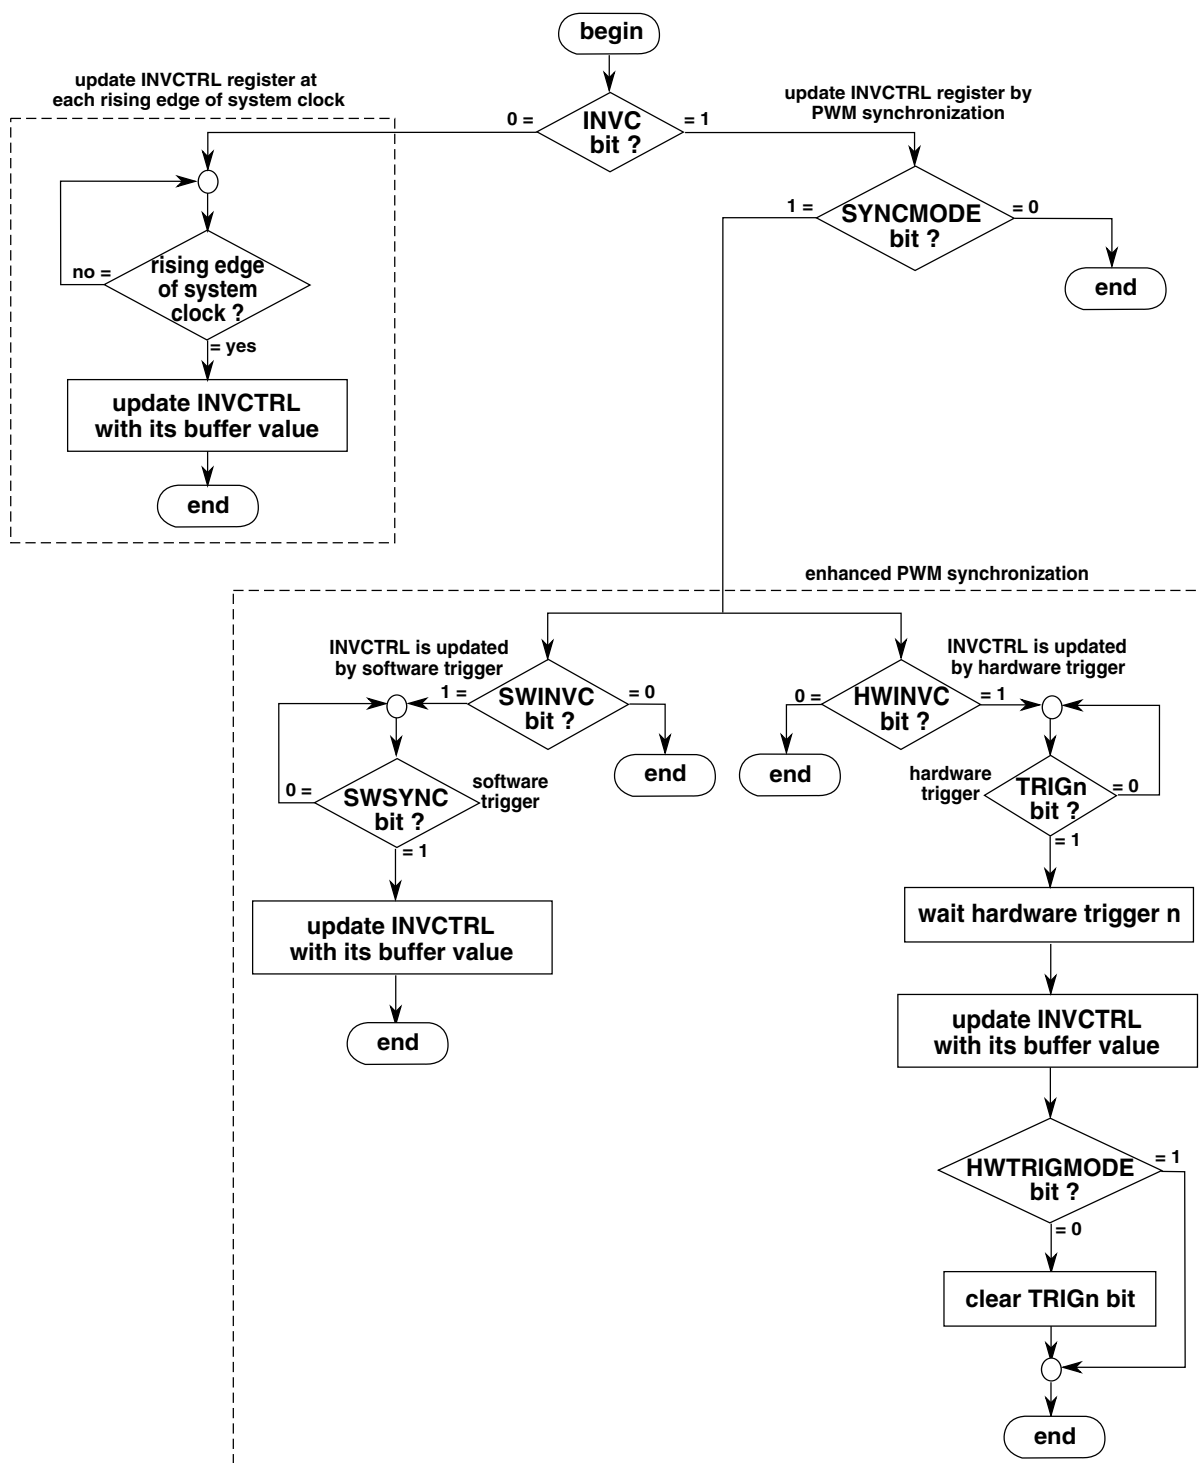 begin
update INVCTRL register at
each rising edge of system clock
update INVCTRL register by
PWM synchronization
0 =
INVC
bit ?
= 1
1 =
SYNCMODE
bit ?
= 0
end
no =
rising edge
of system
clock ?
= yes
update INVCTRL
with its buffer value
end
enhanced PWM synchronization
INVCTRL is updated
by software trigger
1 =
SWINVC
bit ?
= 0
end
0 =
SWSYNC
bit ?
software
trigger
= 1
update INVCTRL
with its buffer value
end
INVCTRL is updated
by hardware trigger
0 =
HWINVC
bit ?
= 1
end
hardware
trigger
TRIGn
bit ?
= 0
= 1
wait hardware trigger n
update INVCTRL
with its buffer value
HWTRIGMODE
bit ?
= 1
= 0
clear TRIGn bit
end